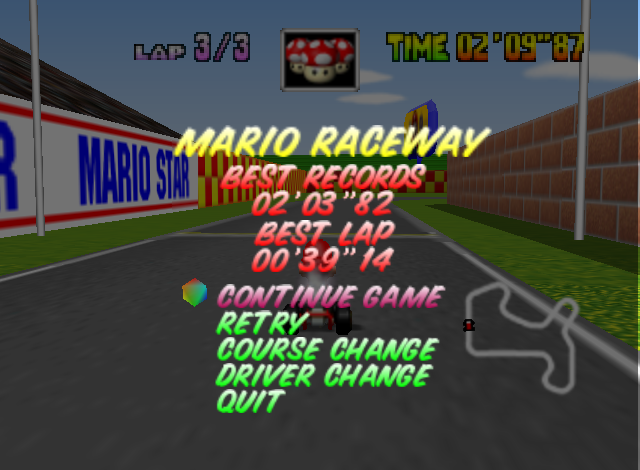 LAP 3/3
TIME 02'09"87
MARIO RACEWAY
BEST RECORDS
02'03"82
BEST LAP
00'39"14
CONTINUE GAME
RETRY
COURSE CHANGE
DRIVER CHANGE
QUIT
R
MARIO STAR